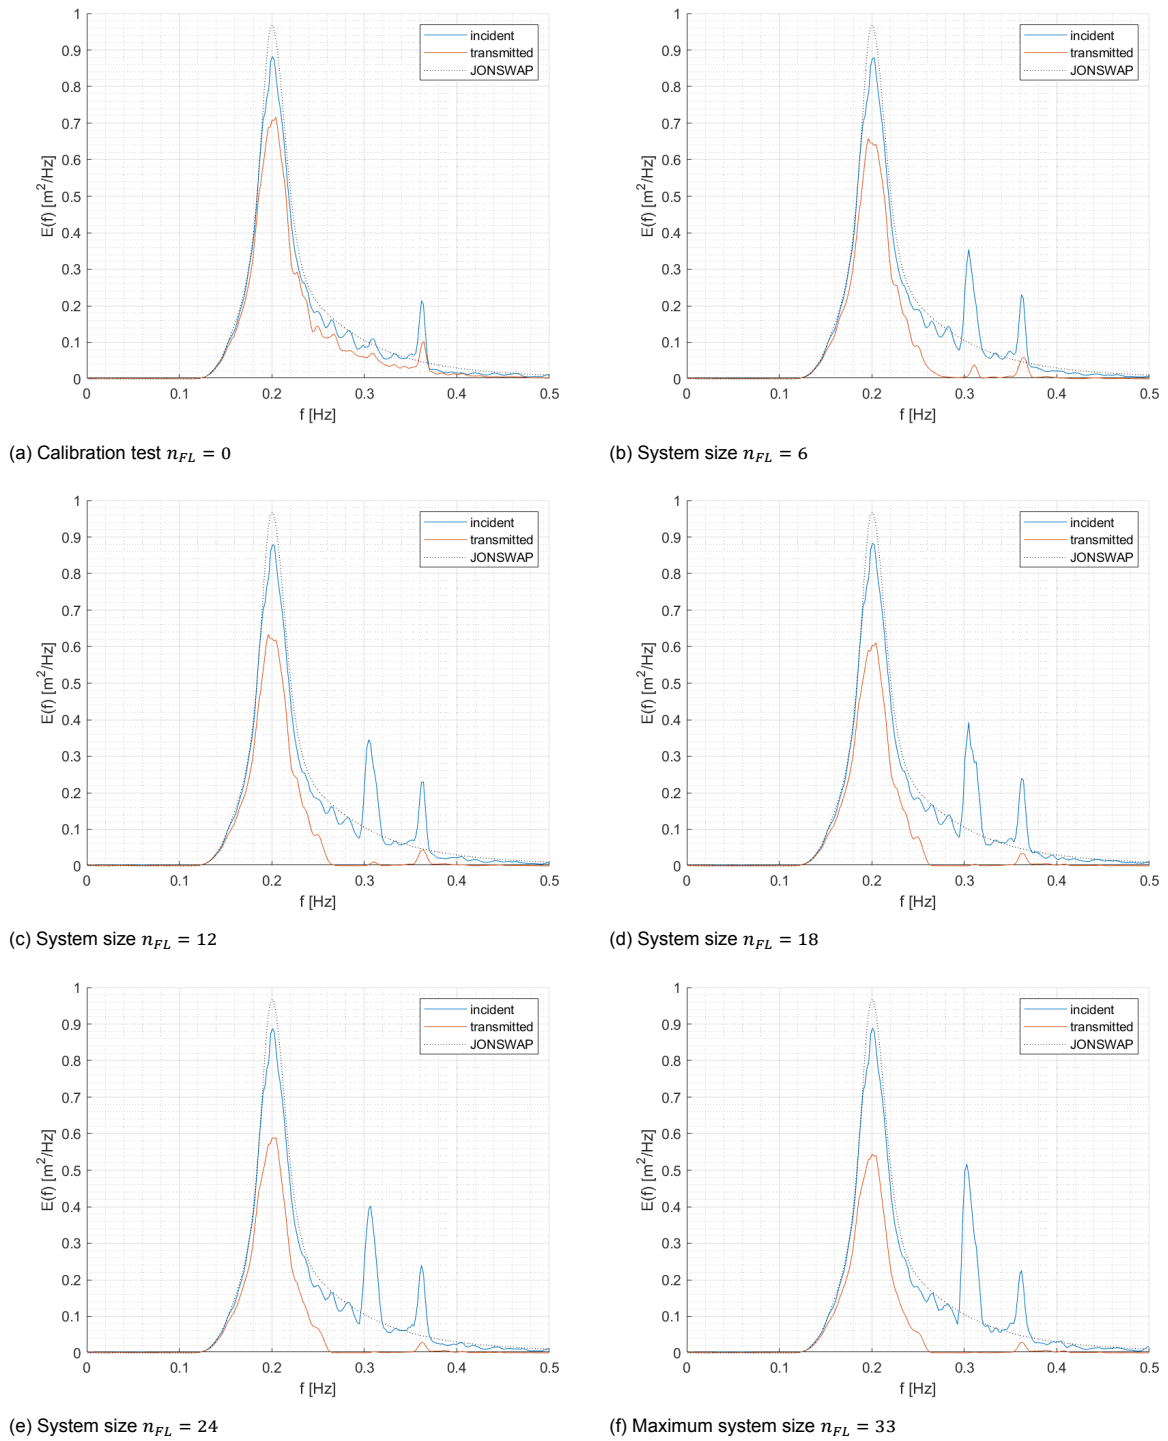 1
0.9
0.8
0.7
0.6
0.5
0.4
0.3
0.2
0.1
0
E(f) [m²/Hz]
incident
transmitted
JONSWAP
0 0.1 0.2 0.3 0.4 0.5
f [Hz]
(a) Calibration test n_FL = 0
1
0.9
0.8
0.7
0.6
0.5
0.4
0.3
0.2
0.1
0
E(f) [m²/Hz]
incident
transmitted
JONSWAP
0 0.1 0.2 0.3 0.4 0.5
f [Hz]
(b) System size n_FL = 6
1
0.9
0.8
0.7
0.6
0.5
0.4
0.3
0.2
0.1
0
E(f) [m²/Hz]
incident
transmitted
JONSWAP
0 0.1 0.2 0.3 0.4 0.5
f [Hz]
(c) System size n_FL = 12
1
0.9
0.8
0.7
0.6
0.5
0.4
0.3
0.2
0.1
0
E(f) [m²/Hz]
incident
transmitted
JONSWAP
0 0.1 0.2 0.3 0.4 0.5
f [Hz]
(d) System size n_FL = 18
1
0.9
0.8
0.7
0.6
0.5
0.4
0.3
0.2
0.1
0
E(f) [m²/Hz]
incident
transmitted
JONSWAP
0 0.1 0.2 0.3 0.4 0.5
f [Hz]
(e) System size n_FL = 24
1
0.9
0.8
0.7
0.6
0.5
0.4
0.3
0.2
0.1
0
E(f) [m²/Hz]
incident
transmitted
JONSWAP
0 0.1 0.2 0.3 0.4 0.5
f [Hz]
(f) Maximum system size n_FL = 33